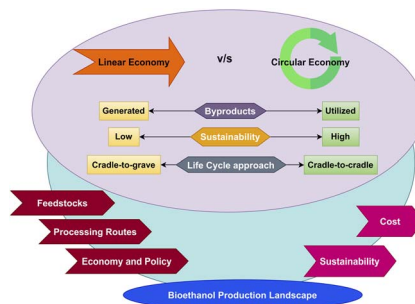 Linear Economy
v/s
Circular Economy
Generated
Byproducts
Utilized
Low
Sustainability
High
Cradle-to-grave
Life Cycle approach
Cradle-to-cradle
Feedstocks
Processing Routes
Economy and Policy
Cost
Sustainability
Bioethanol Production Landscape